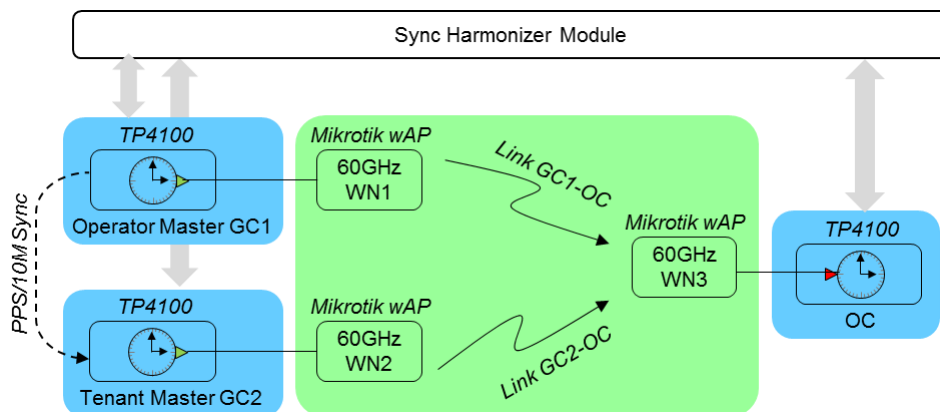 Sync Harmonizer Module
TP4100
Operator Master GC1
PPS/10M Sync
TP4100
Tenant Master GC2
Mikrotik wAP
60GHz
WN1
Link GC1-OC
Mikrotik wAP
60GHz
WN3
Mikrotik wAP
60GHz
WN2
Link GC2-OC
TP4100
OC